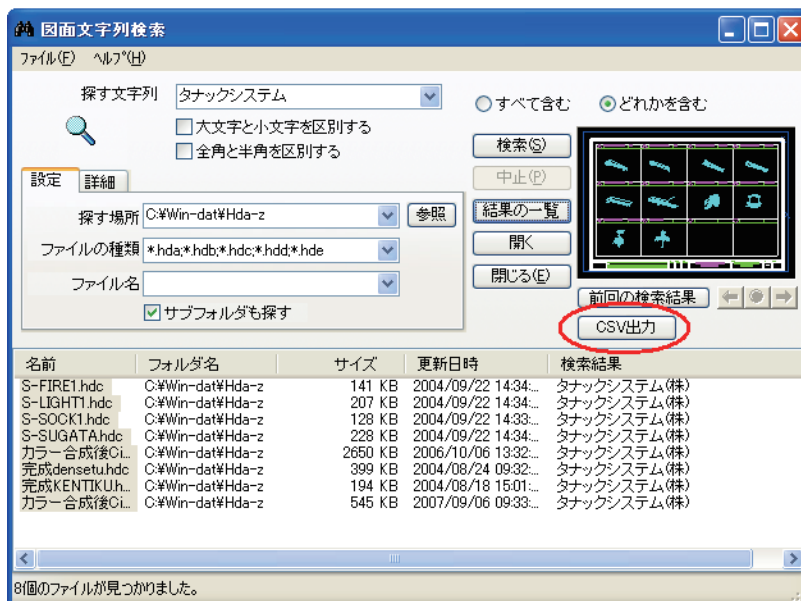 図面文字列検索
ファイル(F) ヘルプ(H)
探す文字列 タナックシステム
すべて含む どれかを含む
大文字と小文字を区別する
全角と半角を区別する
検索(S)
中止(P)
設定 詳細
探す場所 C:¥Win-dat¥Hda-z 参照 結果の一覧
ファイルの種類 *.hda;*.hdb;*.hdc;*.hdd;*.hde 開く
ファイル名 閉じる(E)
サブフォルダも探す
前回の検索結果
CSV出力
名前 フォルダ名 サイズ 更新日時 検索結果
S-FIRE1.hdc C:¥Win-dat¥Hda-z 141 KB 2004/09/22 14:34:... タナックシステム(株)
S-LIGHT1.hdc C:¥Win-dat¥Hda-z 207 KB 2004/09/22 14:34:... タナックシステム(株)
S-SOCK1.hdc C:¥Win-dat¥Hda-z 128 KB 2004/09/22 14:33:... タナックシステム(株)
S-SUGATA.hdc C:¥Win-dat¥Hda-z 228 KB 2004/09/22 14:34:... タナックシステム(株)
カラー合成後Ci... C:¥Win-dat¥Hda-z 2650 KB 2006/10/06 13:32:... タナックシステム(株)
完成densetu.hdc C:¥Win-dat¥Hda-z 399 KB 2004/08/24 09:32:... タナックシステム(株)
完成KENTIKU.h... C:¥Win-dat¥Hda-z 194 KB 2004/08/18 15:01:... タナックシステム(株)
カラー合成後Ci... C:¥Win-dat¥Hda-z 545 KB 2007/09/06 09:33:... タナックシステム(株)
8個のファイルが見つかりました。